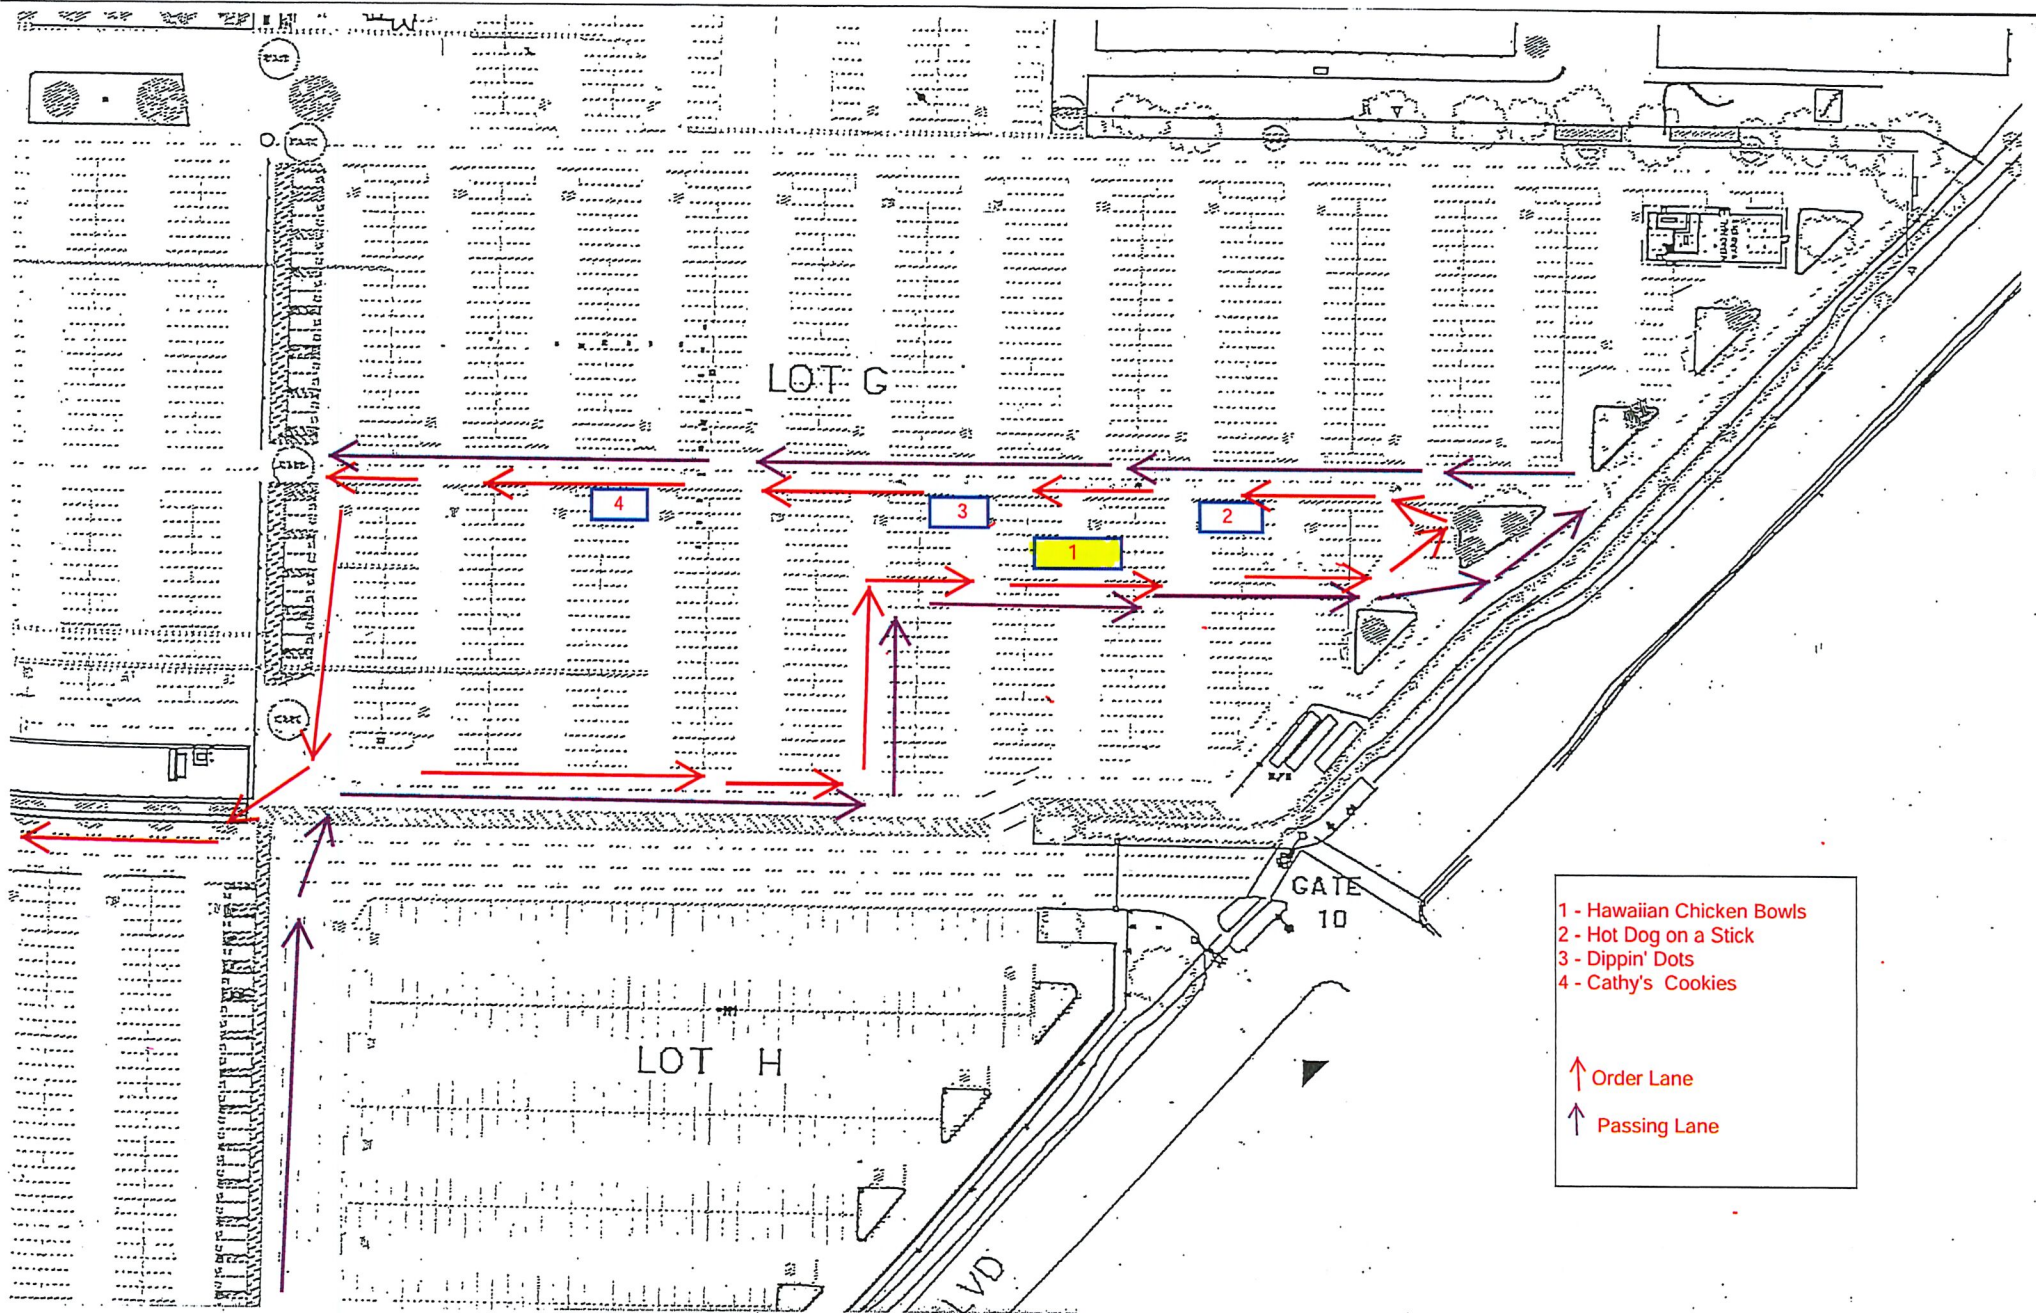 LOT G
4
3
2
1
GATE
10
1 - Hawaiian Chicken Bowls
2 - Hot Dog on a Stick
3 - Dippin' Dots
4 - Cathy's Cookies
Order Lane
Passing Lane
LOT H
LVD